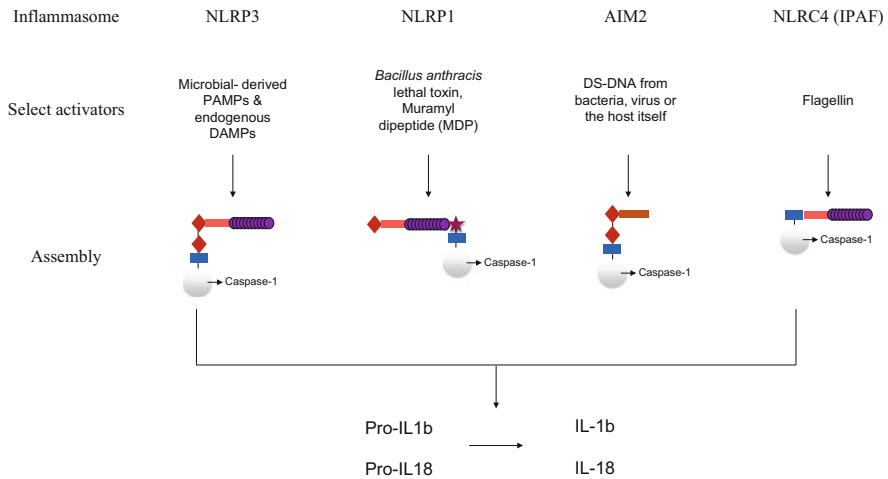 Inflammasome NLRP3 NLRP1 AIM2 NLRC4 (IPAF)
Select activators
Microbial- derived
PAMPs &
endogenous
DAMPs
Bacillus anthracis
lethal toxin,
Muramyl
dipeptide (MDP)
DS-DNA from
bacteria, virus or
the host itself
Flagellin
Assembly
Caspase-1
Caspase-1
Caspase-1
Caspase-1
Pro-IL1b IL-1b
Pro-IL18 IL-18